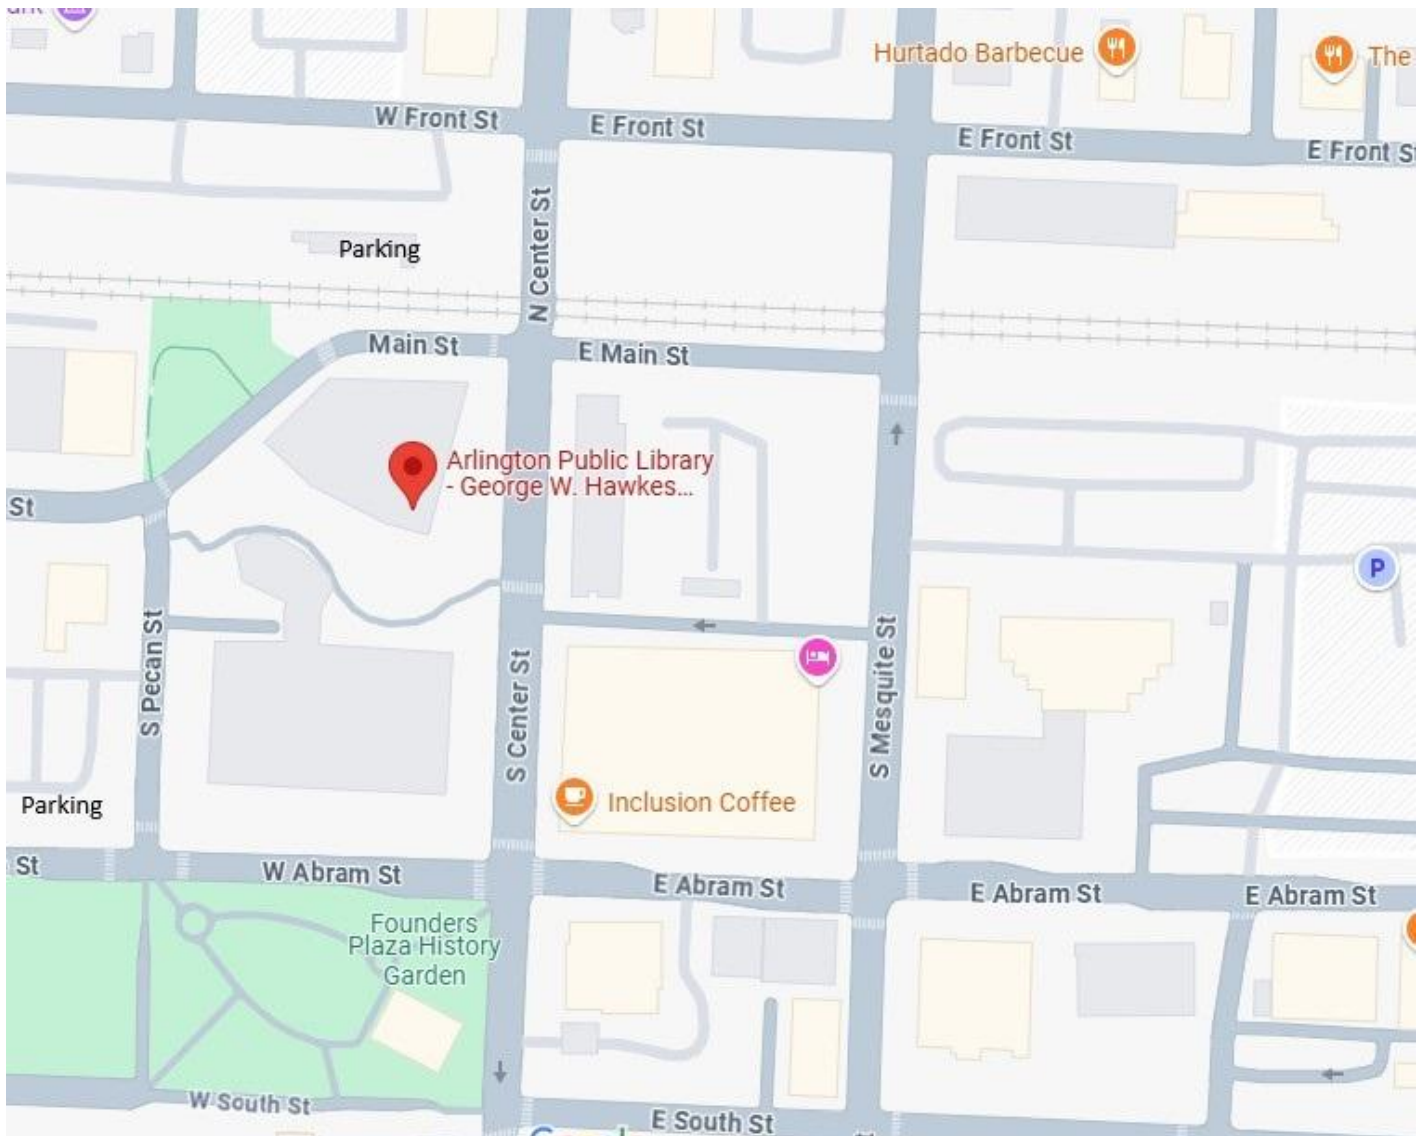 Hurtado Barbecue
The
W Front St
E Front St
E Front St
E Front St
N Center St
Parking
Main St
E Main St
Arlington Public Library
- George W. Hawkes...
St
S Pecan St
S Center St
S Mesquite St
P
Parking
Inclusion Coffee
St
W Abram St
E Abram St
E Abram St
E Abram St
Founders
Plaza History
Garden
W South St
E South St